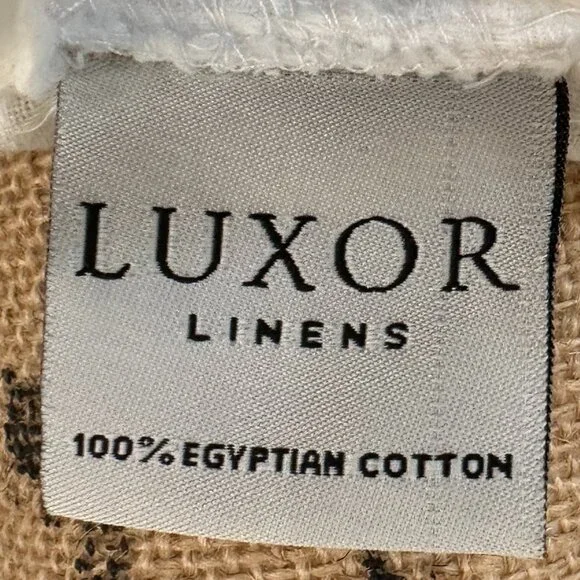 LUXOR
LINENS
100% EGYPTIAN COTTON